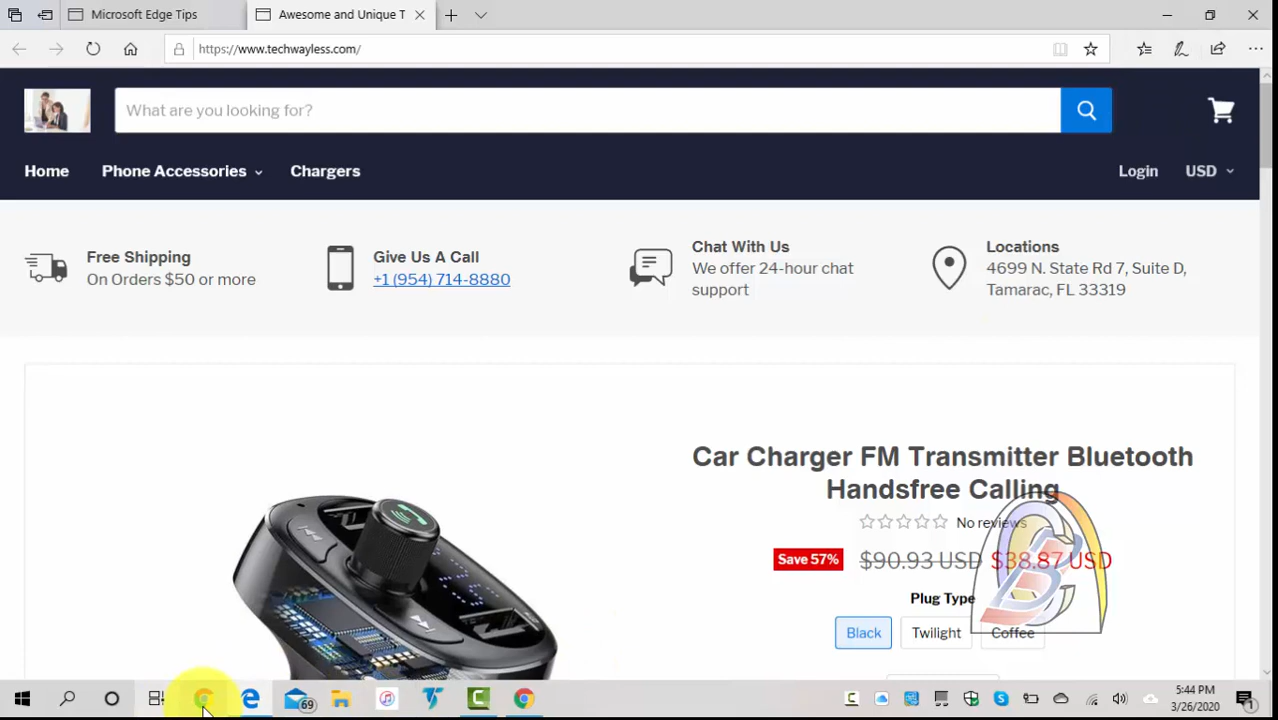 Microsoft Edge Tips
Awesome and Unique T
https://www.techwayless.com/
What are you looking for?
Home
Phone Accessories
Chargers
Login
USD
Free Shipping
On Orders $50 or more
Give Us A Call
+1 (954) 714-8880
Chat With Us
We offer 24-hour chat
support
Locations
4699 N. State Rd 7, Suite D,
Tamarac, FL 33319
Car Charger FM Transmitter Bluetooth
Handsfree Calling
No reviews
Save 57%
$90.93 USD
$38.87 USD
Plug Type
Black
Twilight
Coffee
69
5:44 PM
3/26/2020
1